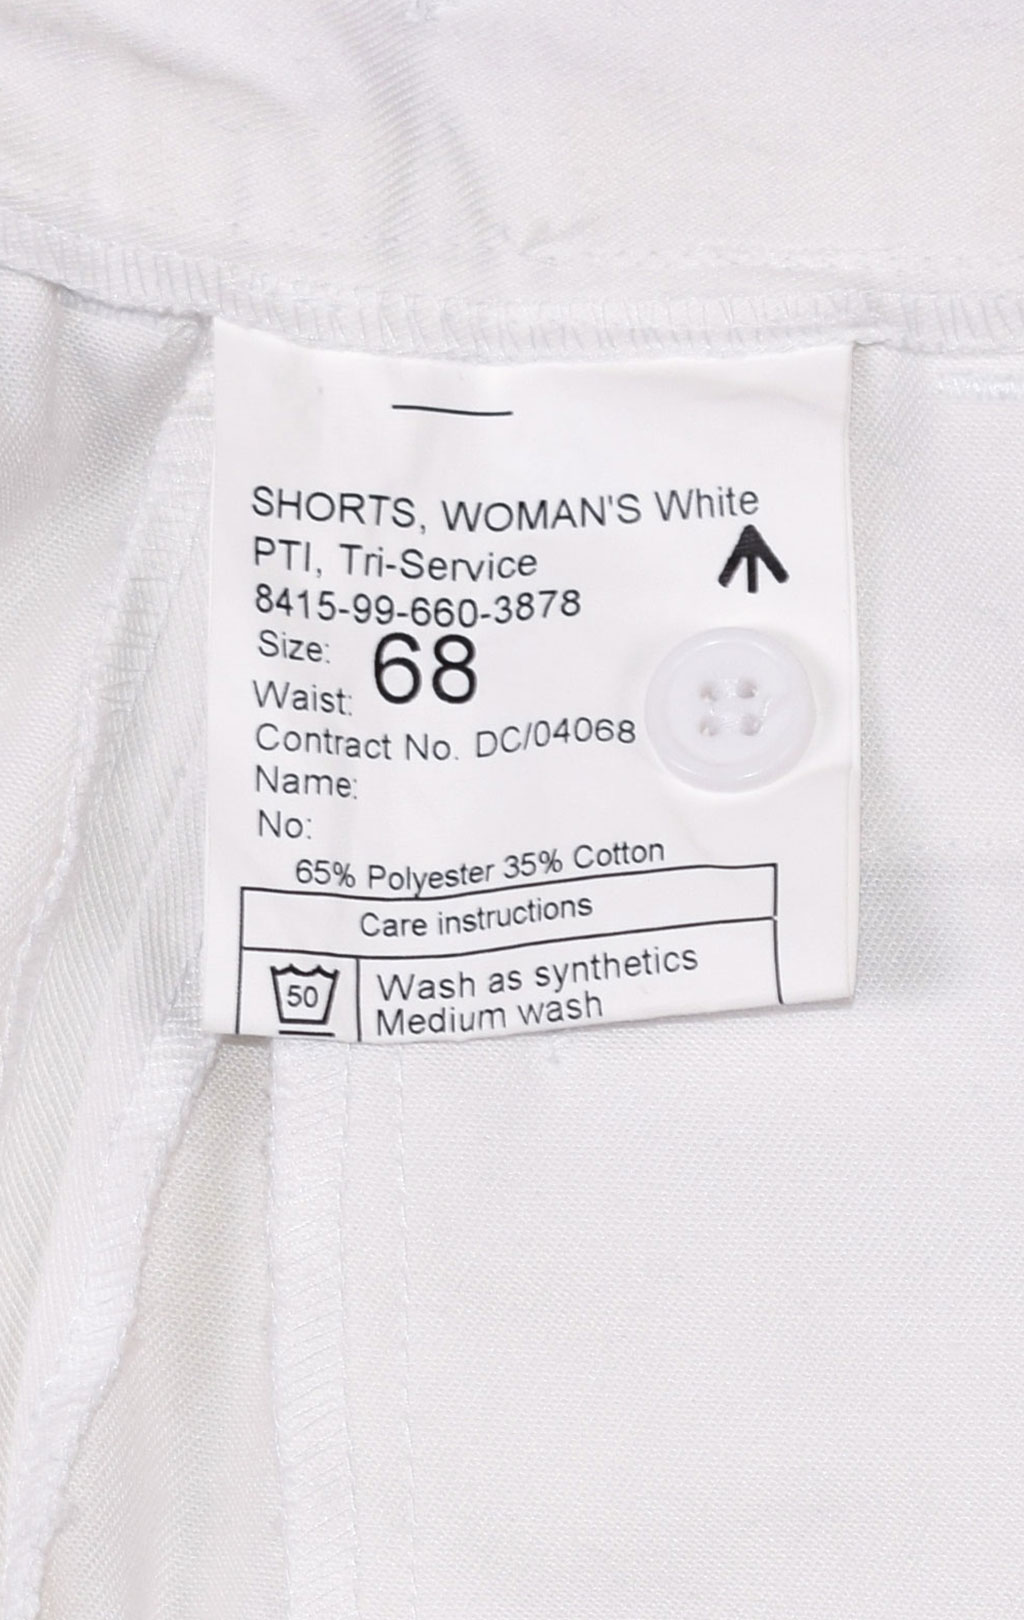 SHORTS, WOMAN'S White
PTI, Tri-Service
8415-99-660-3878
Size: 68
Waist:
Contract No. DC/04068
Name:
No:
65% Polyester 35% Cotton
Care instructions
50
Wash as synthetics
Medium wash